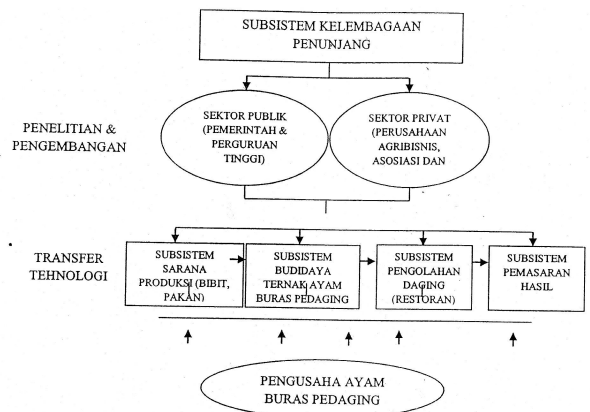 SUBSISTEM KELEMBAGAAN
PENUNJANG
PENELITIAN &
PENGEMBANGAN
SEKTOR PUBLIK
(PEMERINTAH &
PERGURUAN
TINGGI)
SEKTOR PRIVAT
(PERUSAHAAN
AGRIBISNIS,
ASOSIASI DAN
TRANSFER
TEHNOLOGI
SUBSISTEM
SARANA
PRODUKSI (BIBIT,
PAKAN)
SUBSISTEM
BUDIDAYA
TERNAK AYAM
BURAS PEDAGING
SUBSISTEM
PENGOLAHAN
DAGING
(RESTORAN)
SUBSISTEM
PEMASARAN
HASIL
PENGUSAHA AYAM
BURAS PEDAGING